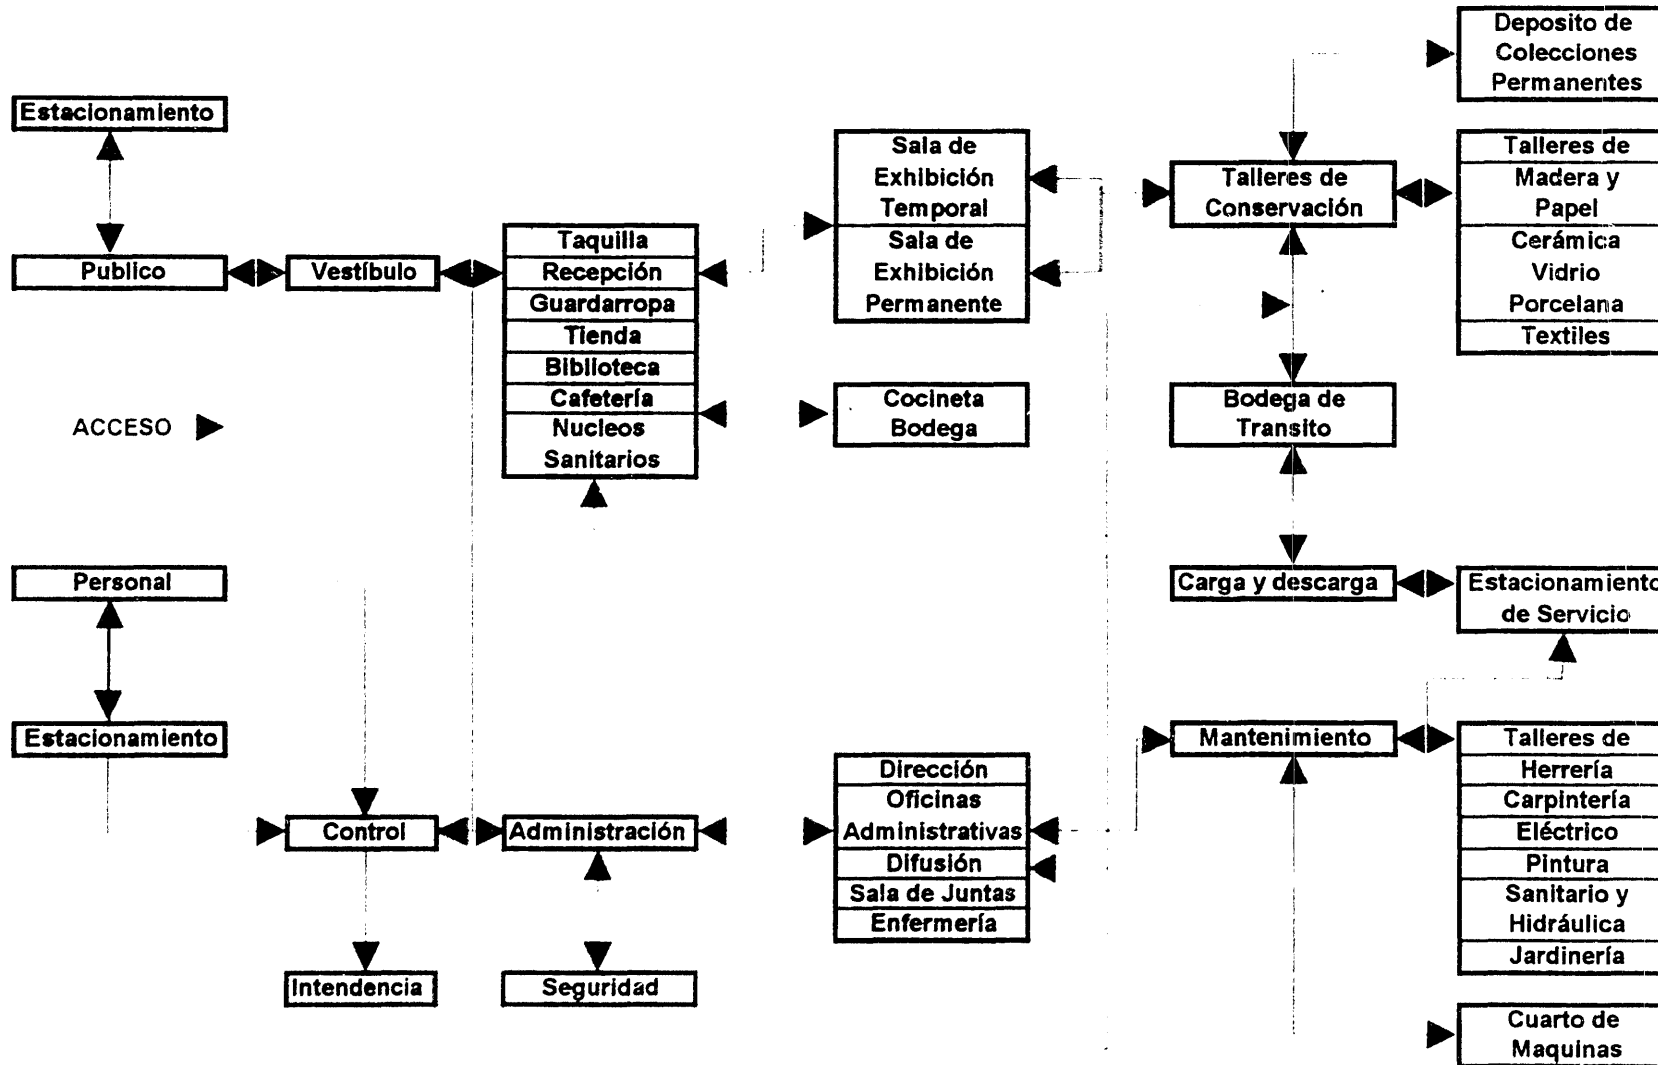 Estacionamiento
Publico
Vestíbulo
Taquilla
Recepción
Guardarropa
Tienda
Biblioteca
Cafetería
Nucleos
Sanitarios
Sala de
Exhibición
Temporal
Sala de
Exhibición
Permanente
Cocineta
Bodega
Deposito de
Colecciones
Permanentes
Talleres de
Conservación
Talleres de
Madera y
Papel
Cerámica
Vidrio
Porcelana
Textiles
Bodega de
Transito
ACCESO
Carga y descarga
Estacionamiento
de Servicio
Personal
Estacionamiento
Control
Administración
Intendencia
Seguridad
Dirección
Oficinas
Administrativas
Difusión
Sala de Juntas
Enfermería
Mantenimiento
Talleres de
Herrería
Carpintería
Eléctrico
Pintura
Sanitario y
Hidráulica
Jardinería
Cuarto de
Maquinas